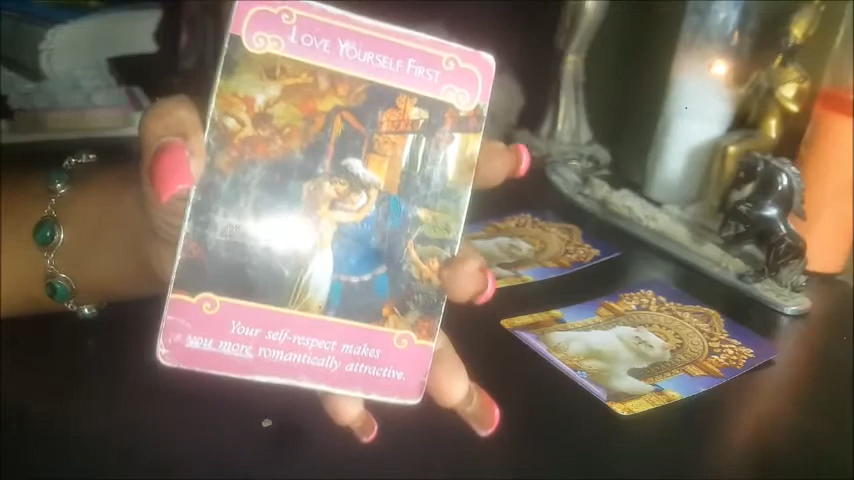 LOVE YOURSELF FIRST
Your self-respect makes
you more romantically attractive.